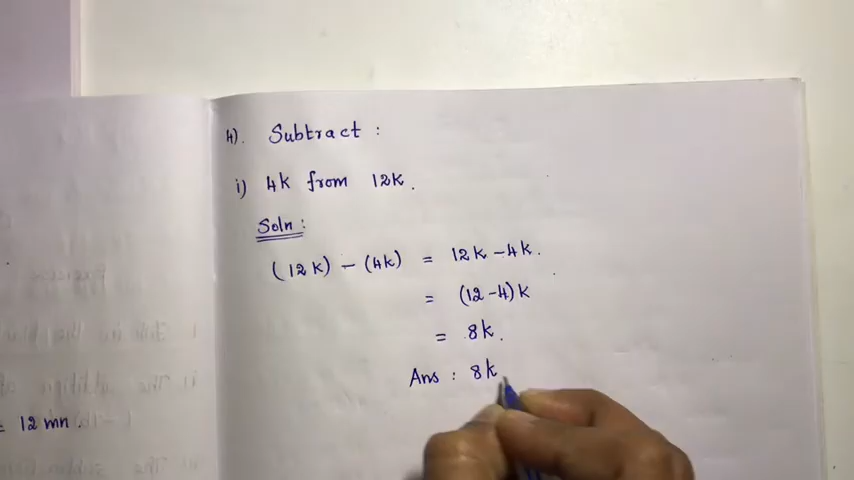 4). Subtract :
i) 4k from 12k.
Soln :
(12k) - (4k) = 12k - 4k.
= (12 - 4)k
= 8k.
Ans : 8k
= 12 mn.